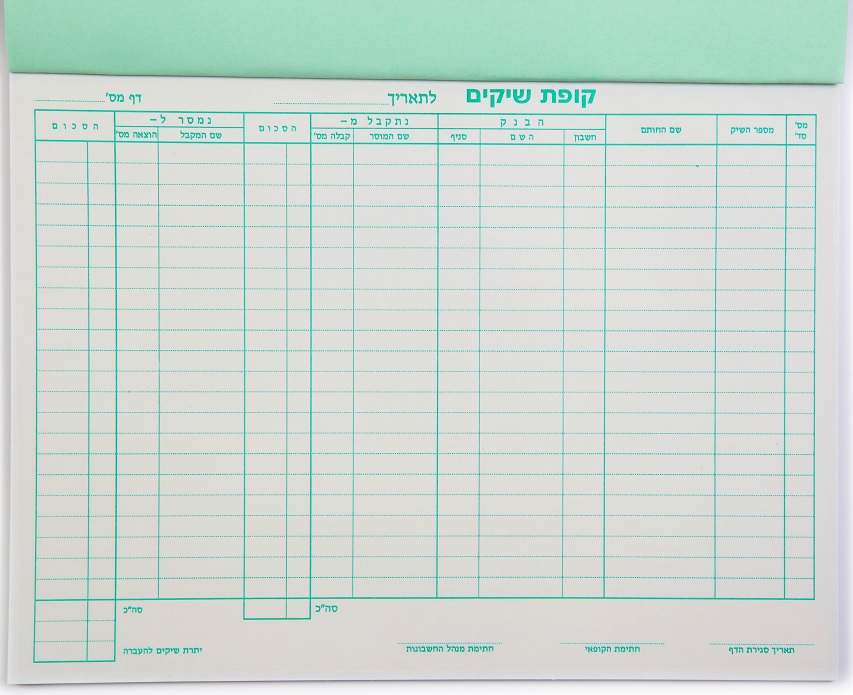 קופת שיקים לתאריך דף מס'
מס' סד' מספר השיק שם החותם הבנק נתקבל מ– הסכום נמסר ל– הסכום
חשבון השם סניף שם המוסר קבלה מס' שם המקבל הוצאה מס'
סה"כ סה"כ
תאריך סגירת הדף חתימת הקופאי חתימת מנהל החשבונות יתרת שיקים להעברה